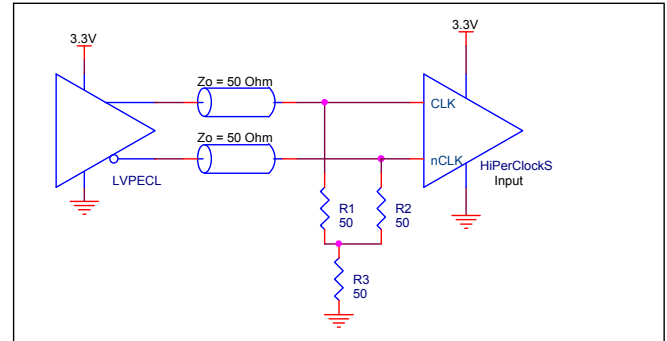 3.3V
3.3V
Zo = 50 Ohm
CLK
Zo = 50 Ohm
nCLK
HiPerClockS
Input
LVPECL
R1
50
R2
50
R3
50